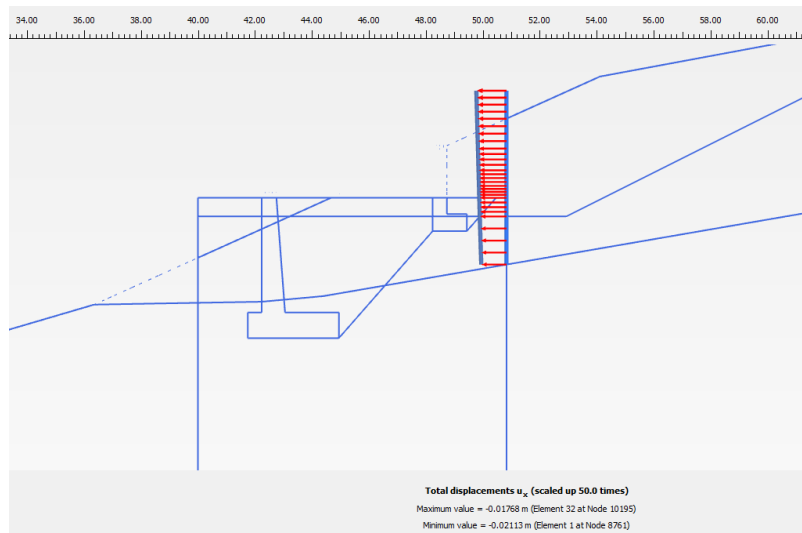 34.00 36.00 38.00 40.00 42.00 44.00 46.00 48.00 50.00 52.00 54.00 56.00 58.00 60.00
Total displacements uₓ (scaled up 50.0 times)
Maximum value = -0.01768 m (Element 32 at Node 10195)
Minimum value = -0.02113 m (Element 1 at Node 8761)